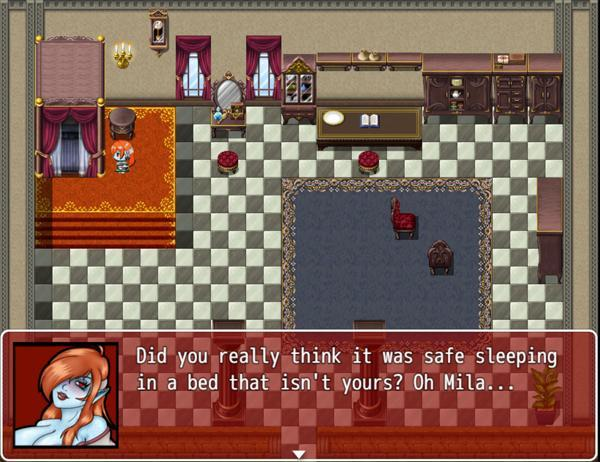 Did you really think it was safe sleeping
in a bed that isn't yours? Oh Mila...